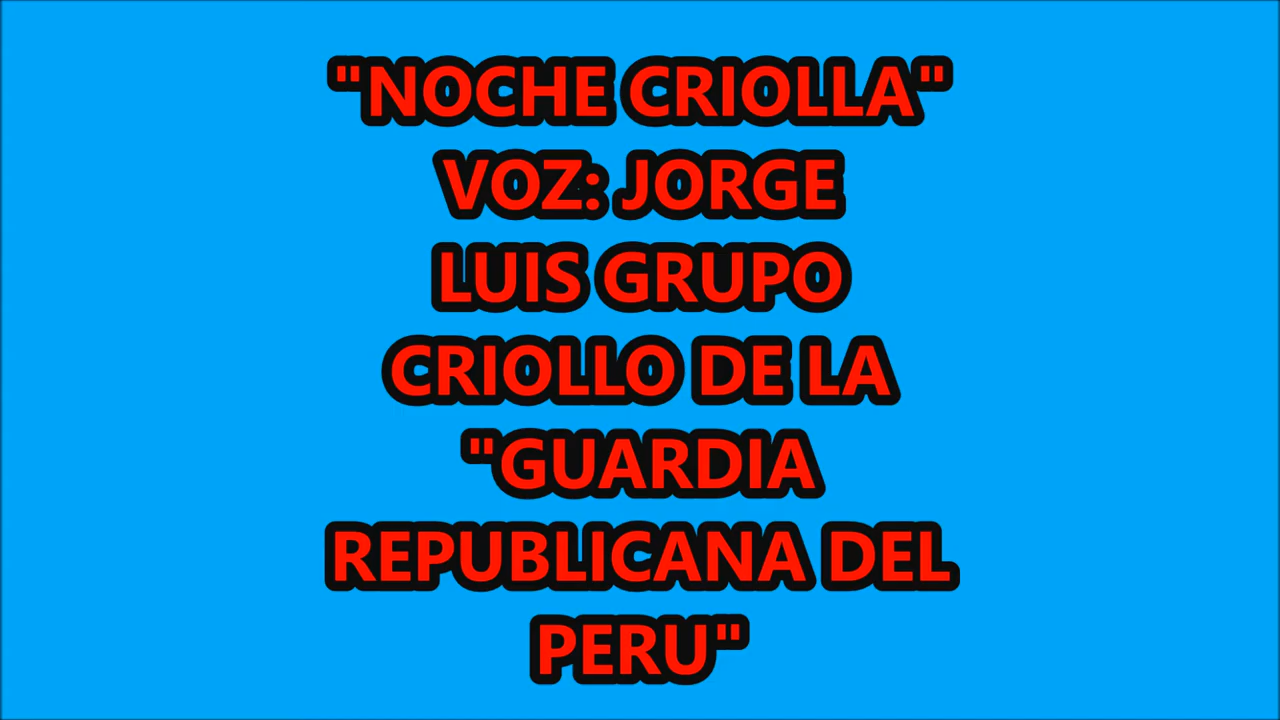 "NOCHE CRIOLLA"
VOZ: JORGE
LUIS GRUPO
CRIOLLO DE LA
"GUARDIA
REPUBLICANA DEL
PERU"